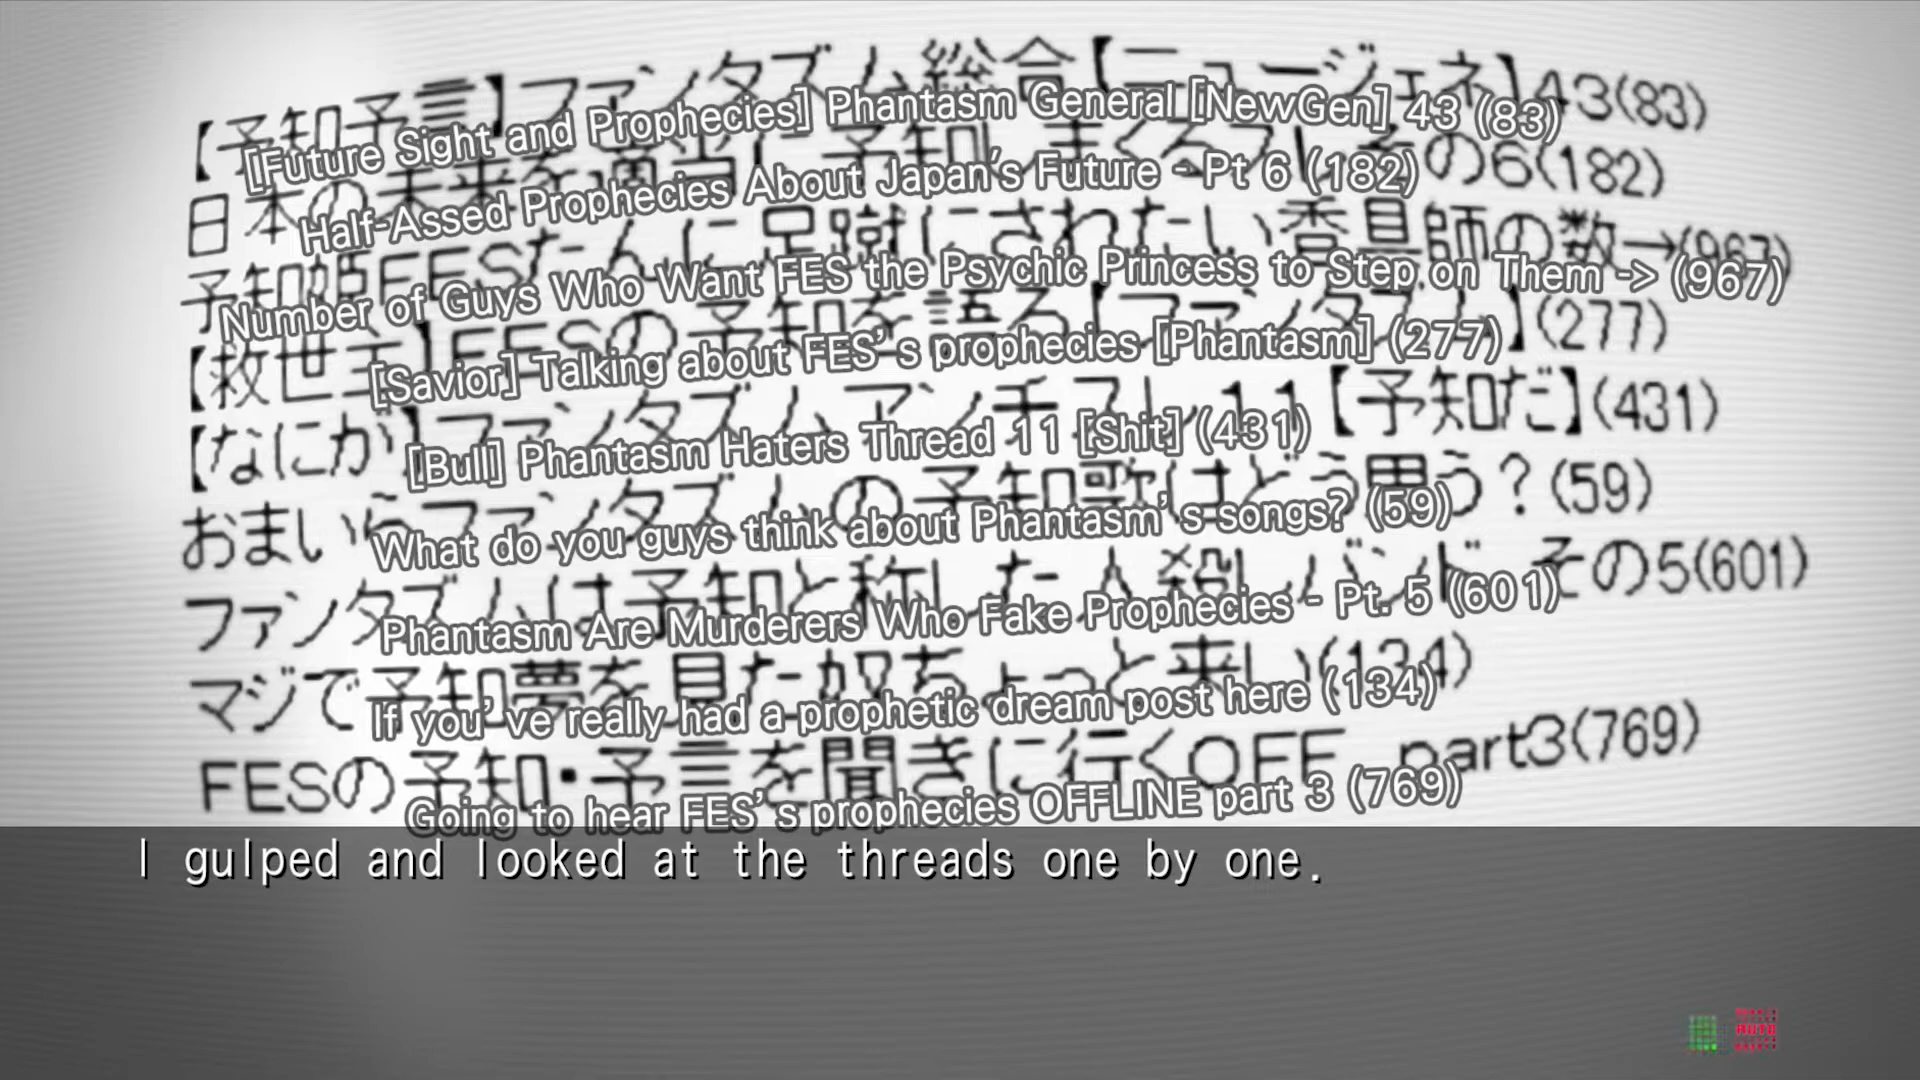 【予知予言】ファンタズム総合【ニュージェネ】43(83)
[Future Sight and Prophecies] Phantasm General [NewGen] 43 (83)
日本の未来を適当に予知しまくるスレ その6(182)
Half-Assed Prophecies About Japan's Future - Pt 6 (182)
予知姫FESたんに足蹴にされたい香具師の数→(967)
Number of Guys Who Want FES the Psychic Princess to Step on Them -> (967)
【救世主】FESの予知を語る【ファンタズム】(277)
[Savior] Talking about FES's prophecies [Phantasm] (277)
【なにが】ファンタズム アンチスレ11【予知だ】(431)
[Bull] Phantasm Haters Thread 11 [Shit] (431)
おまいらファンタズムの予知歌はどう思う？(59)
What do you guys think about Phantasm's songs? (59)
ファンタズムは予知と称した人殺しバンド その5(601)
Phantasm Are Murderers Who Fake Prophecies - Pt. 5 (601)
マジで予知夢を見た奴ちょっと来い(134)
If you've really had a prophetic dream post here (134)
FESの予知・予言を聞きに行くOFF part3(769)
Going to hear FES's prophecies OFFLINE part 3 (769)
I gulped and looked at the threads one by one.